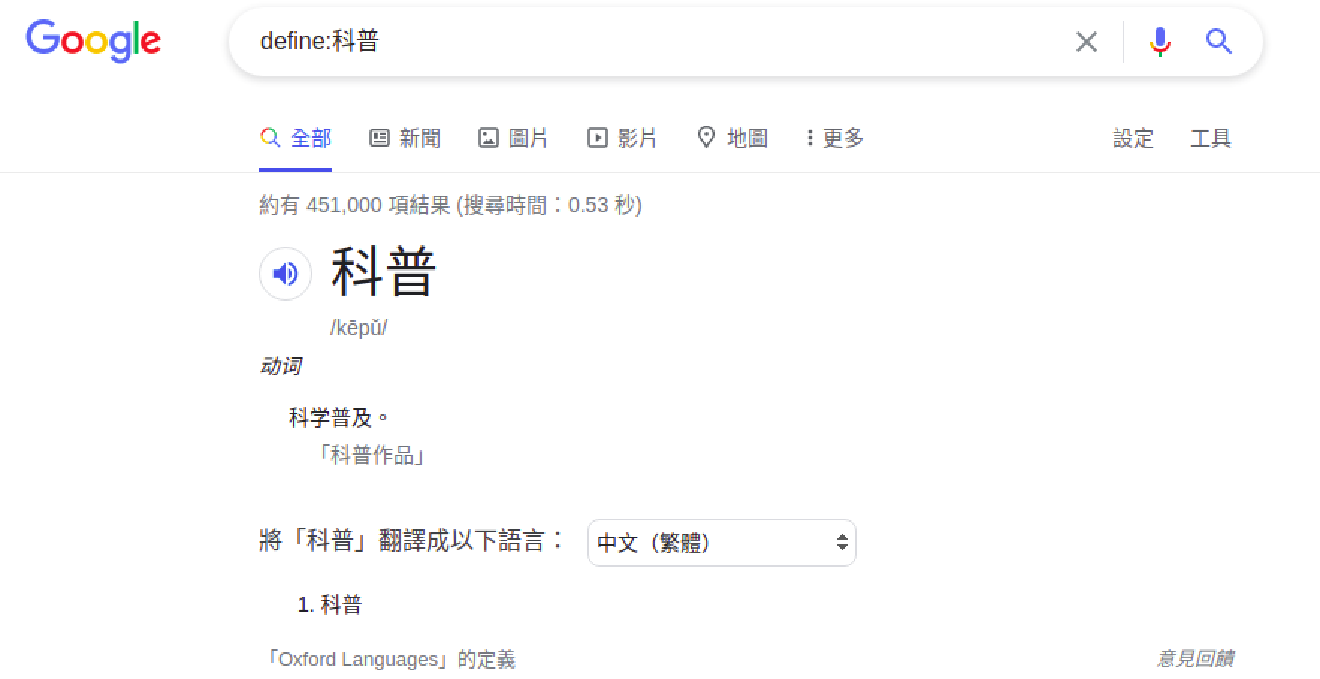 Google define:科普
全部 新聞 圖片 影片 地圖 更多 設定 工具
約有 451,000 項結果 (搜尋時間：0.53 秒)
科普
/kēpǔ/
动词
科学普及。
「科普作品」
將「科普」翻譯成以下語言： 中文（繁體）
1. 科普
「Oxford Languages」的定義 意見回饋